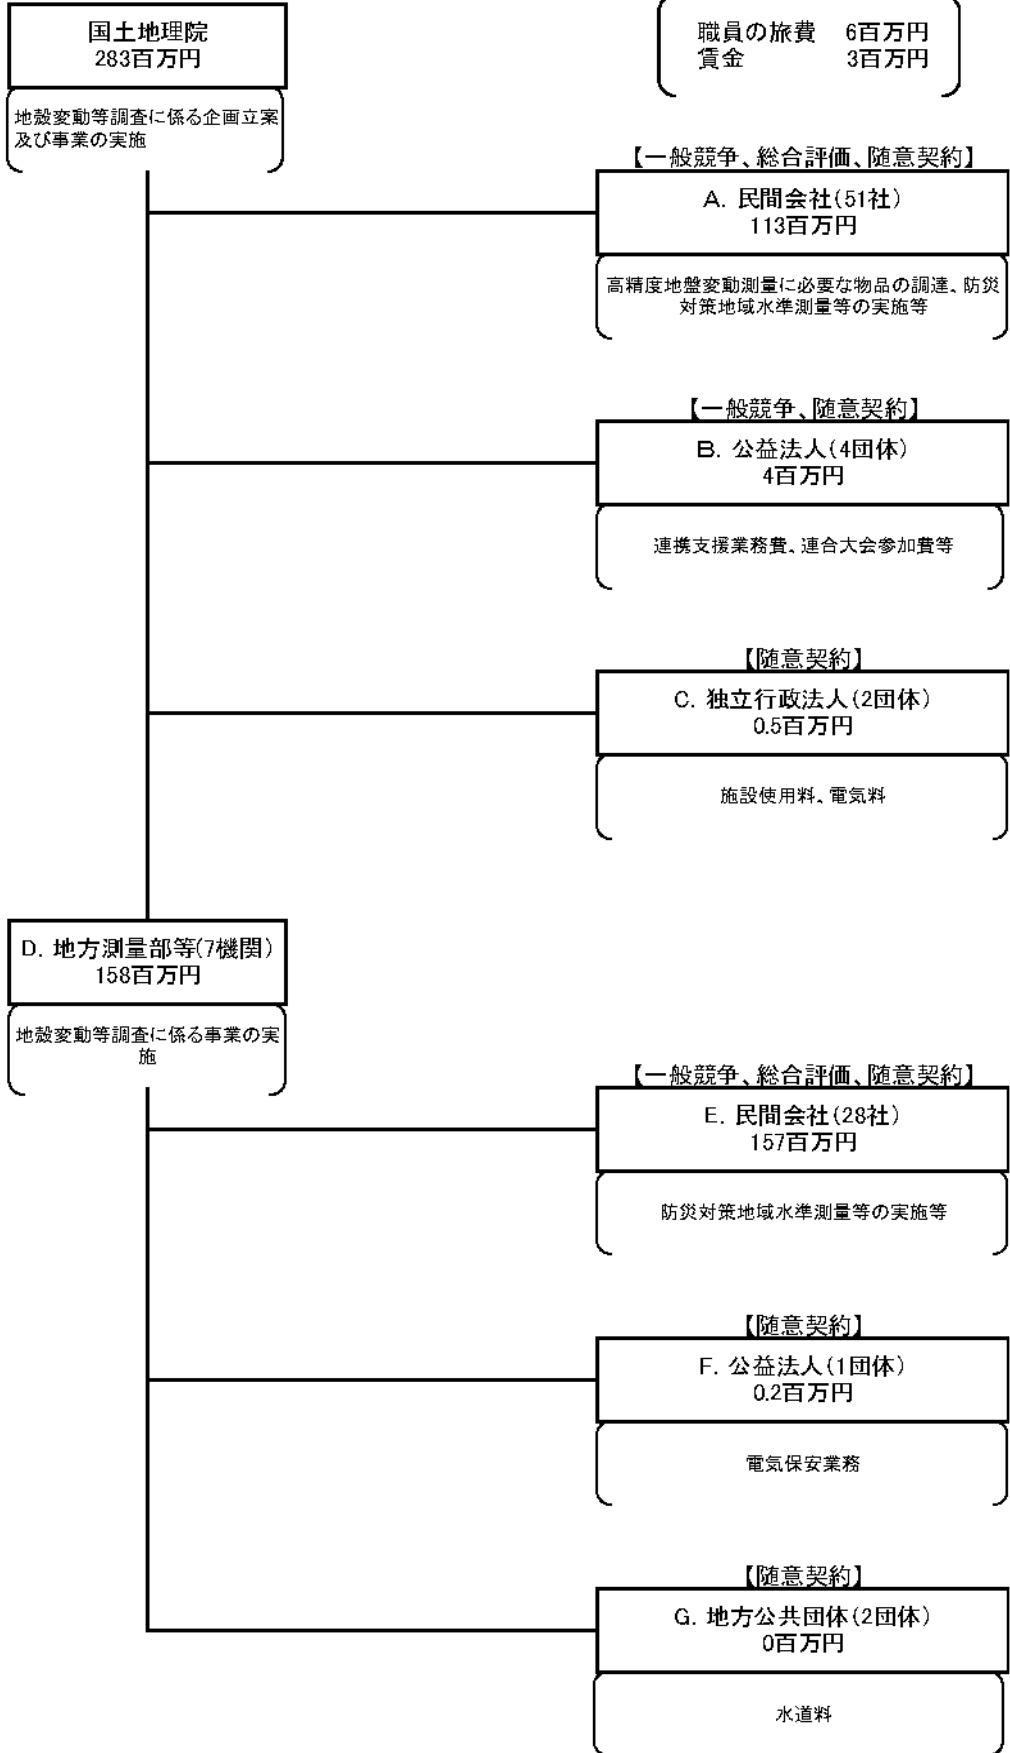 国土地理院
283百万円
職員の旅費 6百万円
賃金 3百万円
地殻変動等調査に係る企画立案
及び事業の実施
【一般競争、総合評価、随意契約】
A. 民間会社(51社)
113百万円
高精度地盤変動測量に必要な物品の調達、防災
対策地域水準測量等の実施等
【一般競争、随意契約】
B. 公益法人(4団体)
4百万円
連携支援業務費、連合大会参加費等
【随意契約】
C. 独立行政法人(2団体)
0.5百万円
施設使用料、電気料
D. 地方測量部等(7機関)
158百万円
地殻変動等調査に係る事業の実
施
【一般競争、総合評価、随意契約】
E. 民間会社(28社)
157百万円
防災対策地域水準測量等の実施等
【随意契約】
F. 公益法人(1団体)
0.2百万円
電気保安業務
【随意契約】
G. 地方公共団体(2団体)
0百万円
水道料